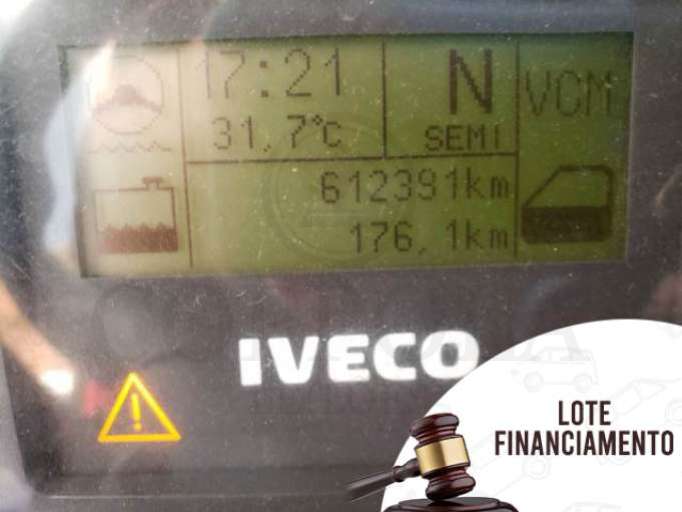 17:21
31,7°c
N
SEMI
VCM
612391km
176,1km
IVECO
LOTE
FINANCIAMENTO